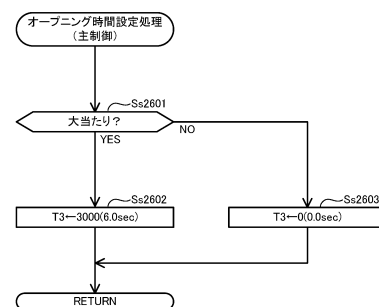 オープニング時間設定処理
（主制御）
Ss2601
大当たり？
YES
NO
Ss2602
T3←3000(6.0sec)
Ss2603
T3←0(0.0sec)
RETURN